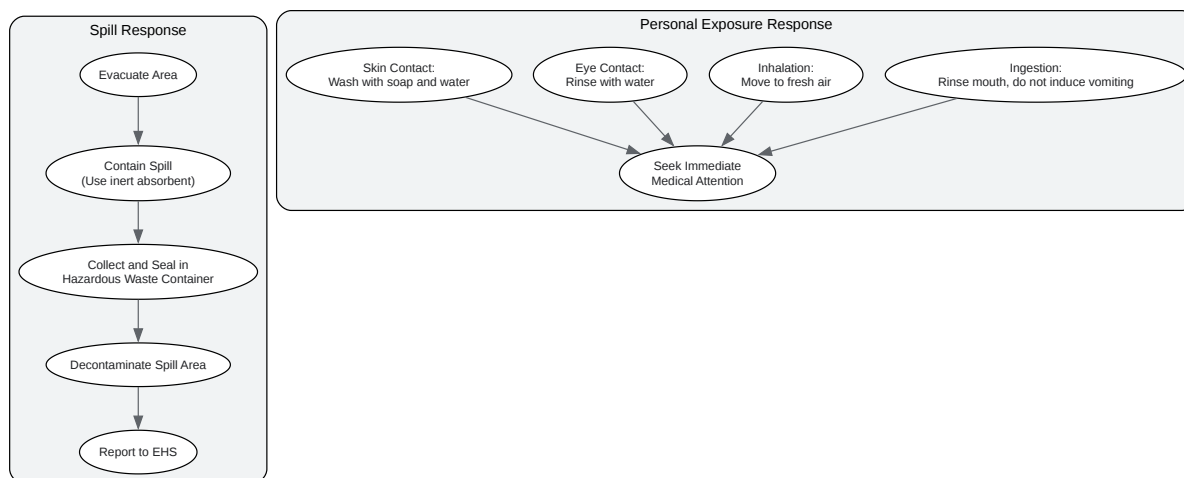 Spill Response
Evacuate Area
Contain Spill
(Use inert absorbent)
Collect and Seal in
Hazardous Waste Container
Decontaminate Spill Area
Report to EHS
Personal Exposure Response
Skin Contact:
Wash with soap and water
Eye Contact:
Rinse with water
Inhalation:
Move to fresh air
Ingestion:
Rinse mouth, do not induce vomiting
Seek Immediate
Medical Attention